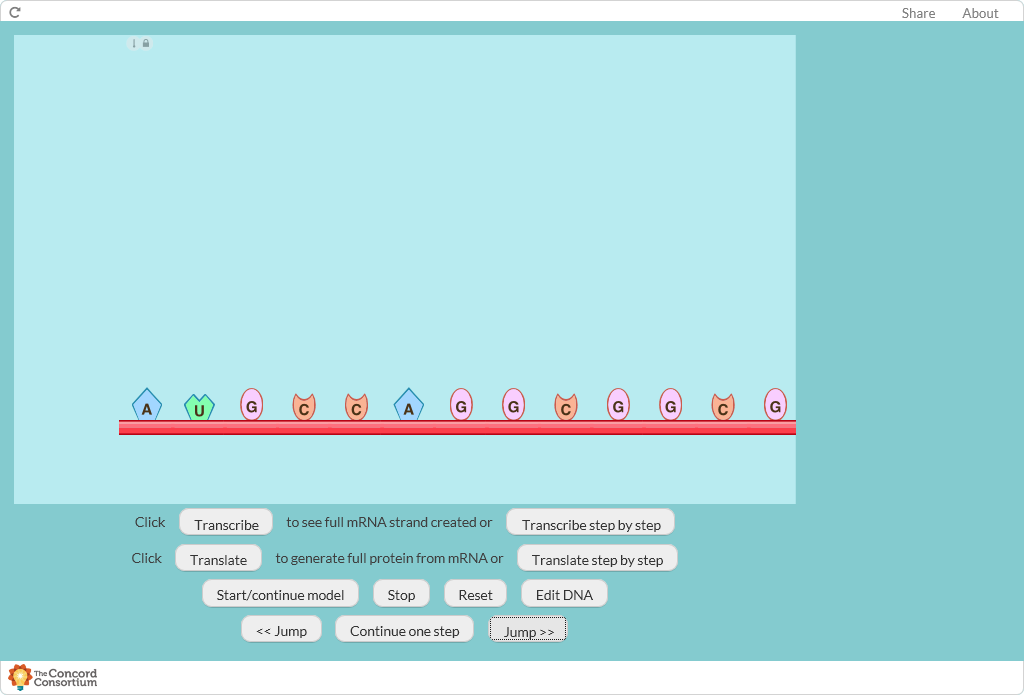 Share About
A U G C C A G G C G G C G
Click Transcribe to see full mRNA strand created or Transcribe step by step
Click Translate to generate full protein from mRNA or Translate step by step
Start/continue model Stop Reset Edit DNA
<< Jump Continue one step Jump >>
The Concord
Consortium